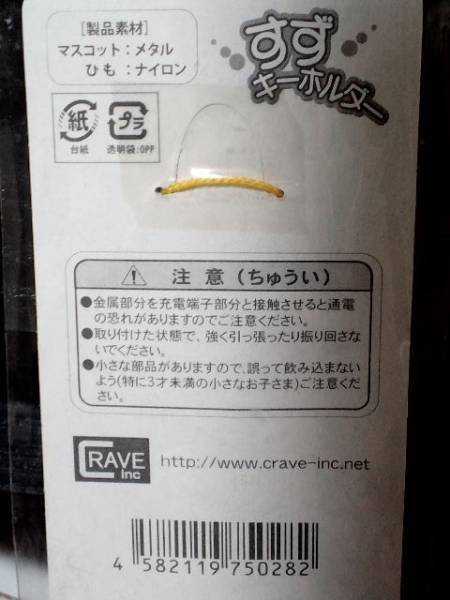 [製品素材]
マスコット：メタル
ひも：ナイロン
すず
キーホルダー
紙
台紙
プラ
透明袋：OPP
注意（ちゅうい）
●金属部分を充電端子部分と接触させると通電
の恐れがありますのでご注意ください。
●取り付けた状態で、強く引っ張ったり振り回さな
いでください。
●小さな部品がありますので、誤って飲み込まない
よう(特に3才未満の小さなお子さま)ご注意くだ
さい。
CRAVE
Inc
http://www.crave-inc.net
4 582119 750282